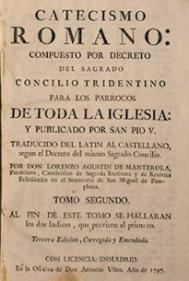 CATECISMO
ROMANO:
COMPUESTO POR DECRETO
DEL SAGRADO
CONCILIO TRIDENTINO
PARA LOS PARROCOS
DE TODA LA IGLESIA:
Y PUBLICADO POR SAN PIO V.
TRADUCIDO DEL LATIN AL CASTELLANO,
segun el Decreto del mismo Sagrado Concilio.
POR DON LORENZO AGUSTIN DE MANTEROLA,
Presbitero, Catedratico de Sagrada Escritura y de Retórica
Eclesiástica en el Seminario de San Miguel de Pam-
plona.
TOMO SEGUNDO.
AL FIN DE ESTE TOMO SE HALLARAN
los dos Indices, que previene el primero.
Tercera Edicion, Corregida y Enmendada.
CON LICENCIA: EN MADRID.
En la Oficina de Don Antonio Ulloa. Año de 1797.